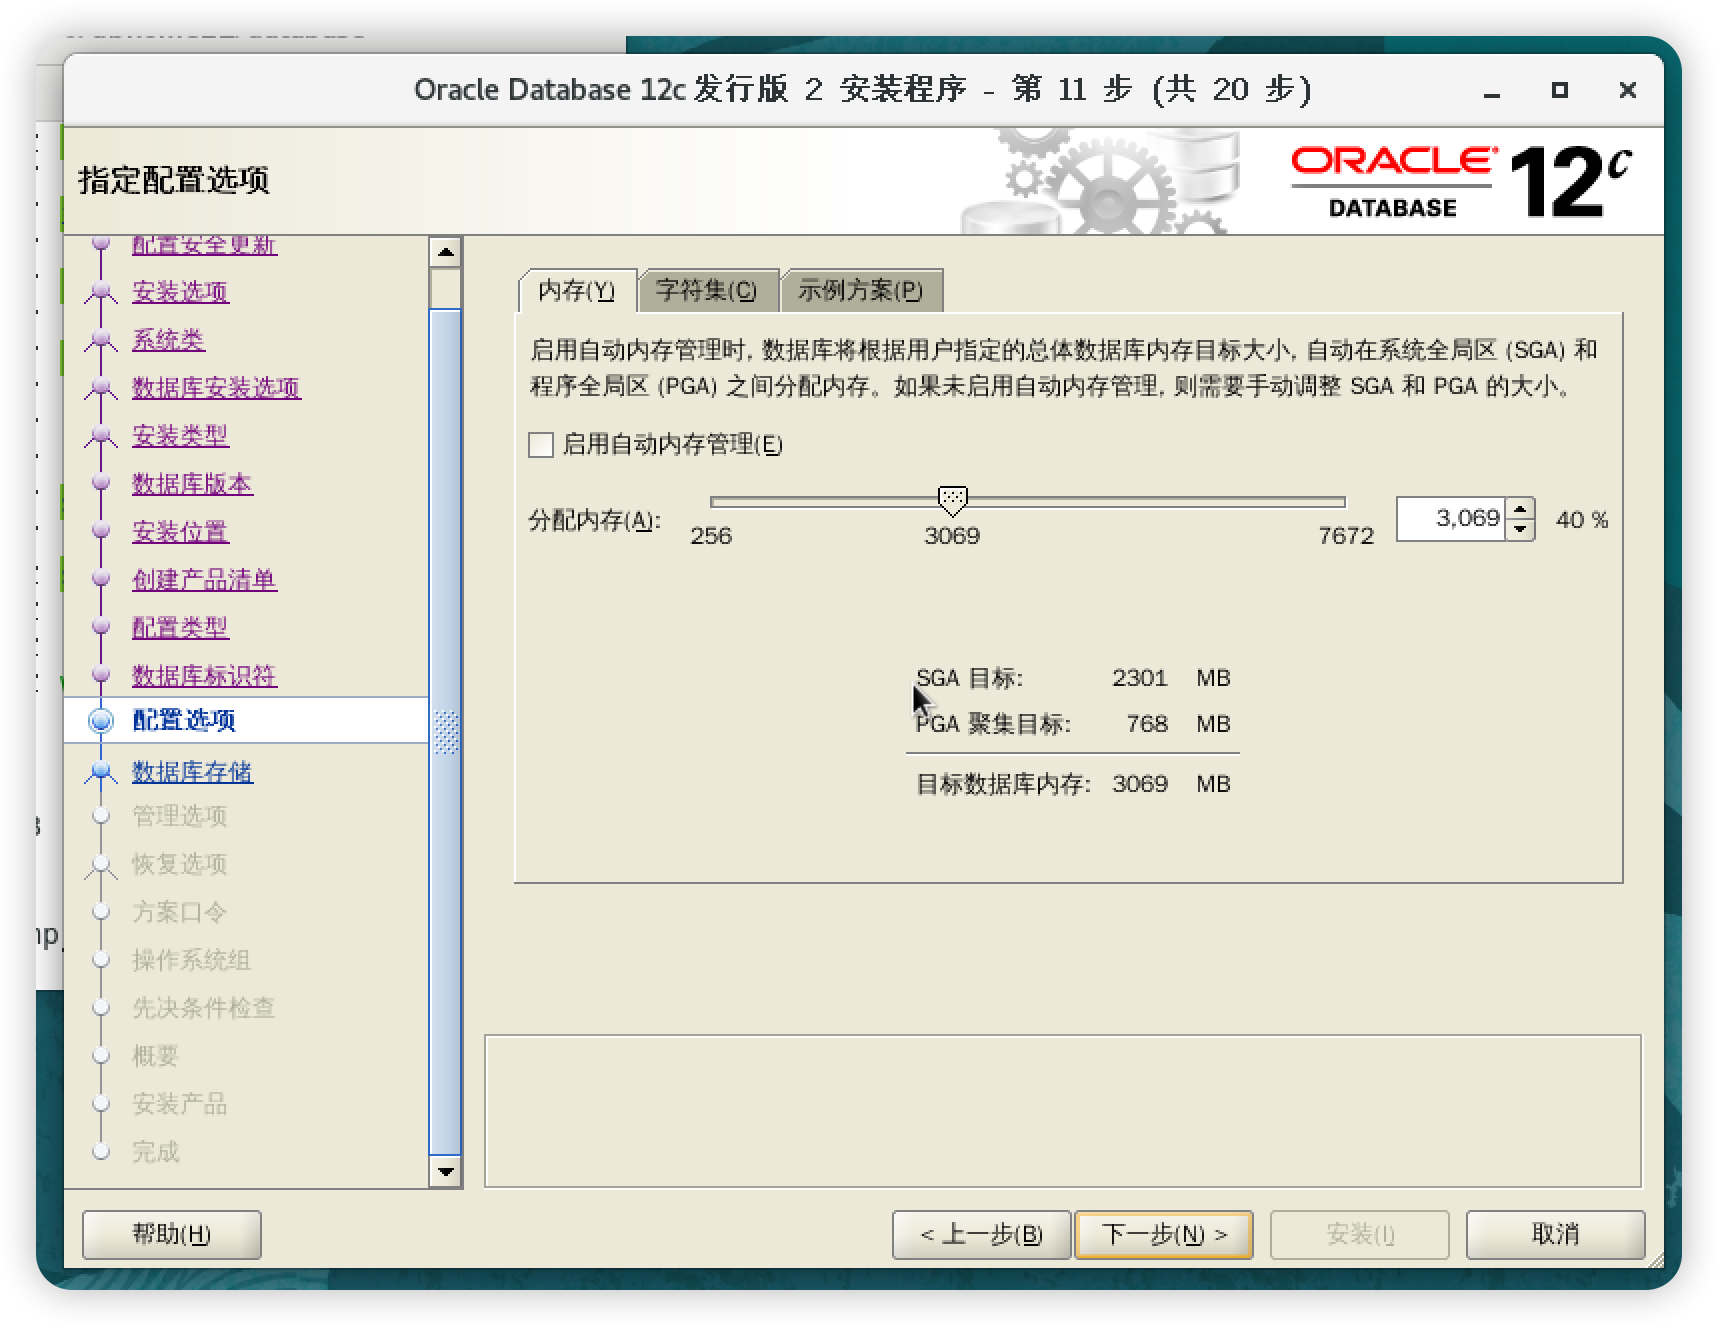 Oracle Database 12c 发行版 2 安装程序 - 第 11 步 (共 20 步)
指定配置选项
ORACLE
DATABASE
12c
配置安全更新
安装选项
系统类
数据库安装选项
安装类型
数据库版本
安装位置
创建产品清单
配置类型
数据库标识符
配置选项
数据库存储
管理选项
恢复选项
方案口令
操作系统组
先决条件检查
概要
安装产品
完成
内存(Y) 字符集(C) 示例方案(P)
启用自动内存管理时, 数据库将根据用户指定的总体数据库内存目标大小, 自动在系统全局区 (SGA) 和
程序全局区 (PGA) 之间分配内存。如果未启用自动内存管理, 则需要手动调整 SGA 和 PGA 的大小。
启用自动内存管理(E)
分配内存(A):
256 3069 7672
3,069 40 %
SGA 目标: 2301 MB
PGA 聚集目标: 768 MB
目标数据库内存: 3069 MB
帮助(H) < 上一步(B) 下一步(N) > 安装(I) 取消